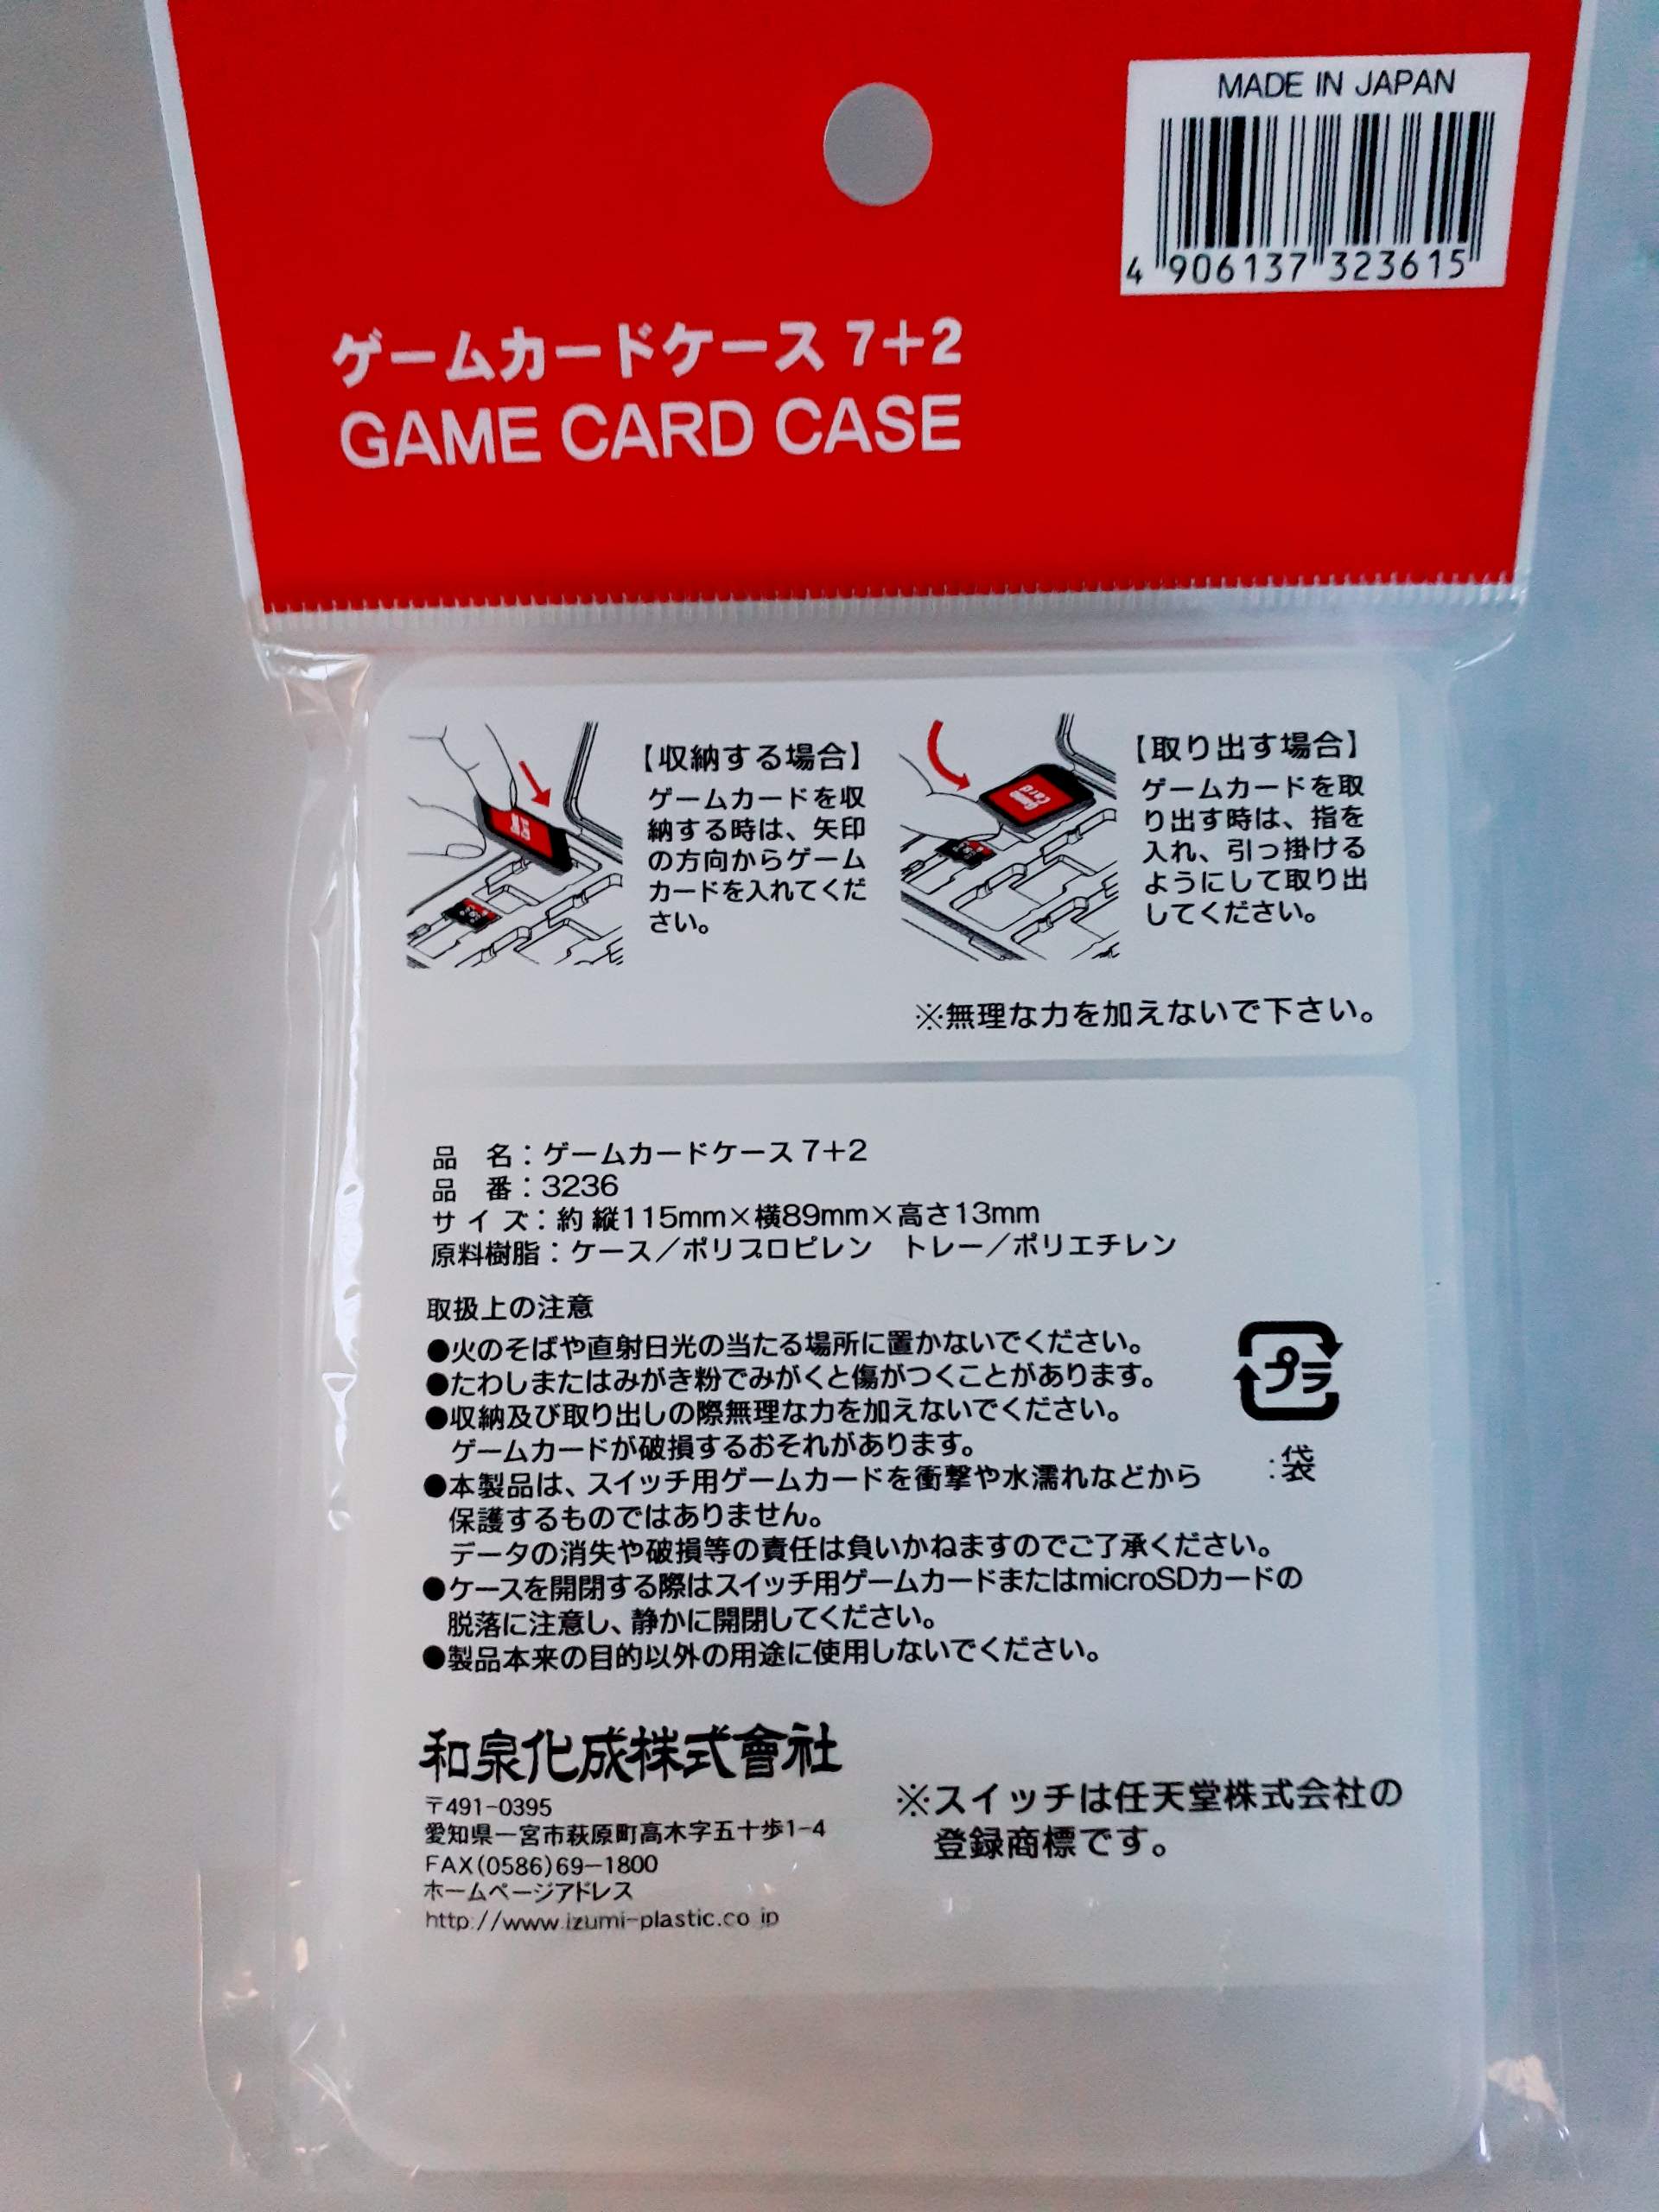 MADE IN JAPAN
4 906137 323615
ゲームカードケース 7+2
GAME CARD CASE
【収納する場合】
ゲームカードを収
納する時は、矢印
の方向からゲーム
カードを入れてくだ
さい。
Game
Card
【取り出す場合】
ゲームカードを取
り出す時は、指を
入れ、引っ掛ける
ようにして取り出
してください。
※無理な力を加えないで下さい。
品 名：ゲームカードケース 7+2
品 番：3236
サ イ ズ：約 縦115mm×横89mm×高さ13mm
原料樹脂：ケース／ポリプロピレン トレー／ポリエチレン
取扱上の注意
●火のそばや直射日光の当たる場所に置かないでください。
●たわしまたはみがき粉でみがくと傷がつくことがあります。
●収納及び取り出しの際無理な力を加えないでください。
ゲームカードが破損するおそれがあります。
●本製品は、スイッチ用ゲームカードを衝撃や水濡れなどから
保護するものではありません。
データの消失や破損等の責任は負いかねますのでご了承ください。
●ケースを開閉する際はスイッチ用ゲームカードまたはmicroSDカードの
脱落に注意し、静かに開閉してください。
●製品本来の目的以外の用途に使用しないでください。
プラ
:袋
和泉化成株式會社
〒491-0395
愛知県一宮市萩原町高木字五十歩1-4
FAX(0586)69-1800
ホームページアドレス
http://www.izumi-plastic.co.jp
※スイッチは任天堂株式会社の
登録商標です。